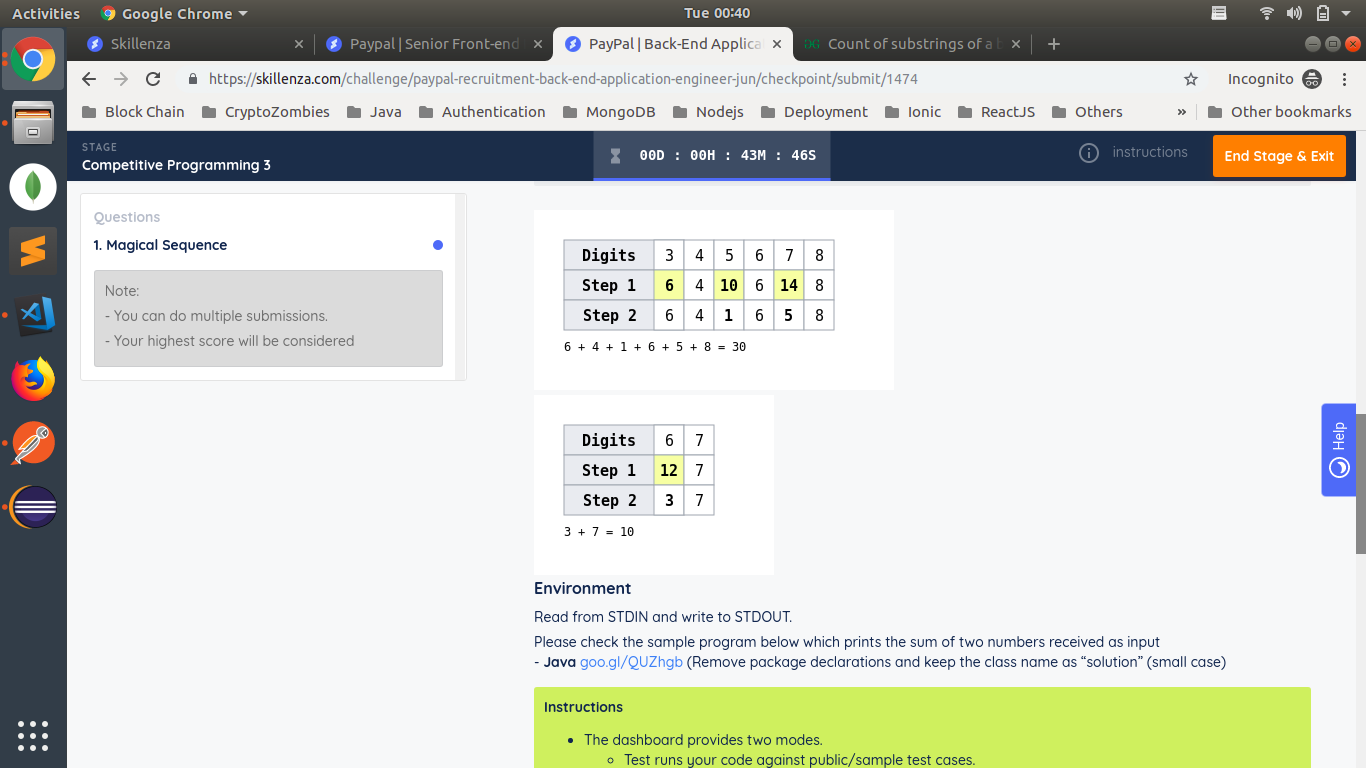 Activities Google Chrome Tue 00:40
Skillenza Paypal | Senior Front-end PayPal | Back-End Applica Count of substrings of a b
https://skillenza.com/challenge/paypal-recruitment-back-end-application-engineer-jun/checkpoint/submit/1474 Incognito
Block Chain CryptoZombies Java Authentication MongoDB Nodejs Deployment Ionic ReactJS Others » Other bookmarks
STAGE
Competitive Programming 3
00D : 00H : 43M : 46S
instructions
End Stage & Exit
Questions
1. Magical Sequence
Note:
- You can do multiple submissions.
- Your highest score will be considered
Digits 3 4 5 6 7 8
Step 1 6 4 10 6 14 8
Step 2 6 4 1 6 5 8
6 + 4 + 1 + 6 + 5 + 8 = 30
Digits 6 7
Step 1 12 7
Step 2 3 7
3 + 7 = 10
Help
Environment
Read from STDIN and write to STDOUT.
Please check the sample program below which prints the sum of two numbers received as input
- Java goo.gl/QUZhgb (Remove package declarations and keep the class name as “solution” (small case)
Instructions
• The dashboard provides two modes.
◦ Test runs your code against public/sample test cases.